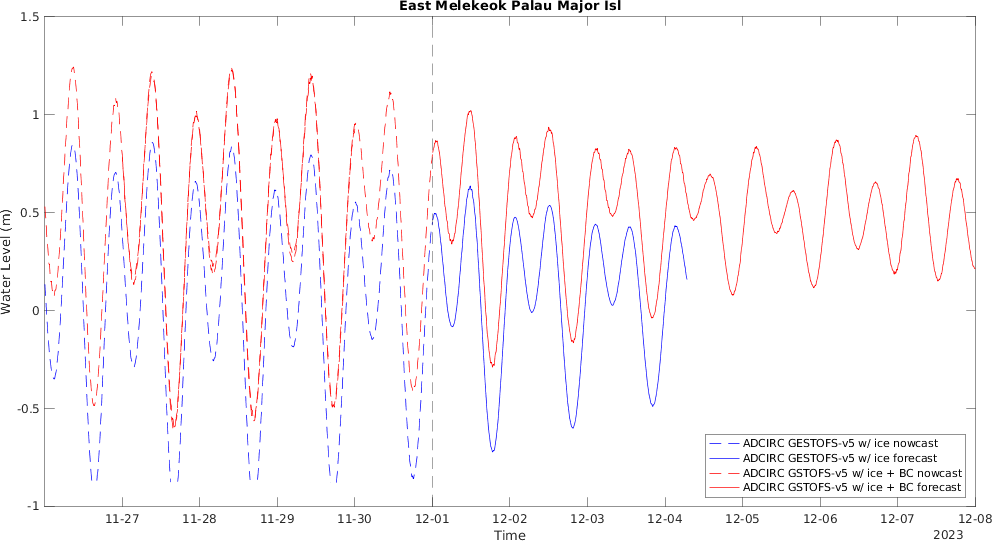 East Melekeok Palau Major Isl
1.5
1
0.5
0
-0.5
-1
Water Level (m)
ADCIRC GESTOFS-v5 w/ ice nowcast
ADCIRC GESTOFS-v5 w/ ice forecast
ADCIRC GSTOFS-v5 w/ ice + BC nowcast
ADCIRC GSTOFS-v5 w/ ice + BC forecast
11-27 11-28 11-29 11-30 12-01 12-02 12-03 12-04 12-05 12-06 12-07 12-08
Time
2023